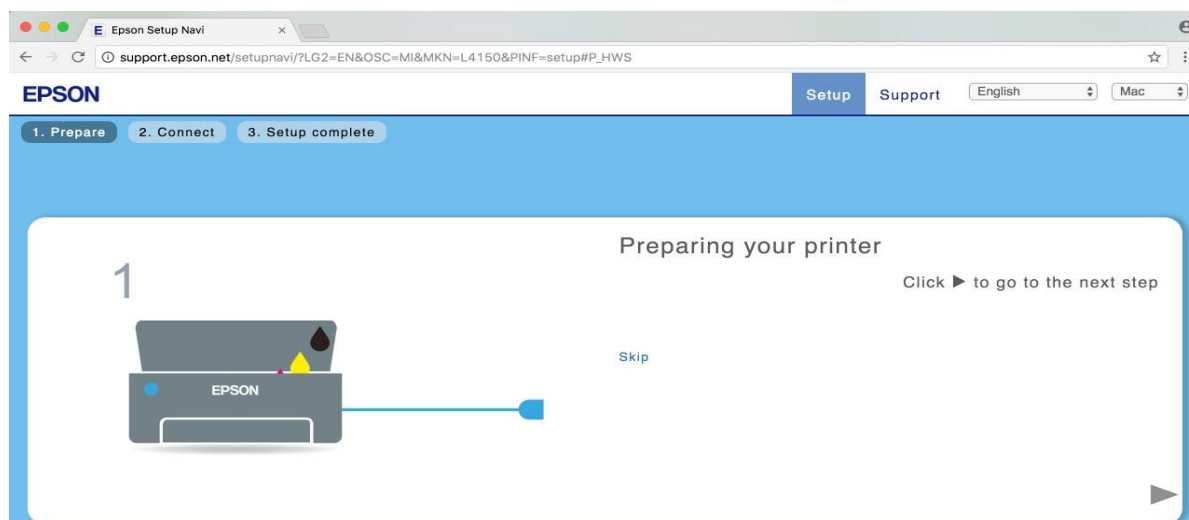 Epson Setup Navi
support.epson.net/setupnavi/?LG2=EN&OSC=MI&MKN=L4150&PINF=setup#P_HWS
EPSON Setup Support English Mac
1. Prepare 2. Connect 3. Setup complete
Preparing your printer
1
Click ▶ to go to the next step
Skip
EPSON